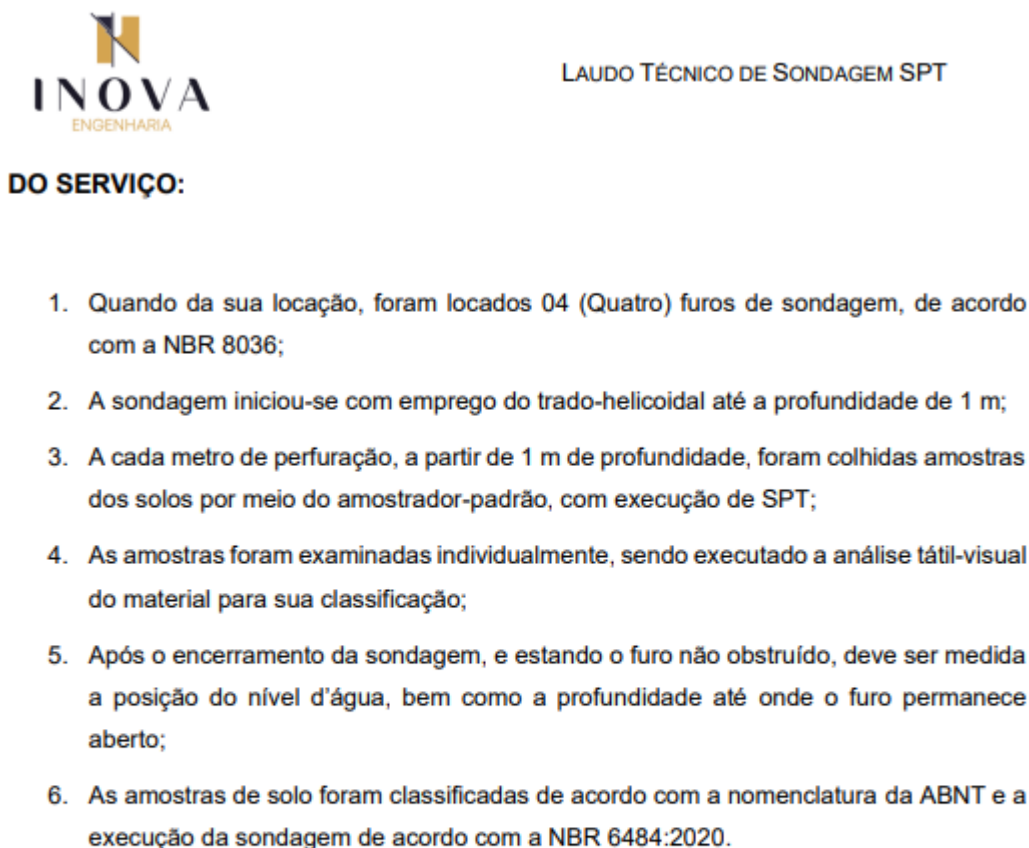 INOVA
ENGENHARIA
LAUDO TÉCNICO DE SONDAGEM SPT
DO SERVIÇO:
1. Quando da sua locação, foram locados 04 (Quatro) furos de sondagem, de acordo
com a NBR 8036;
2. A sondagem iniciou-se com emprego do trado-helicoidal até a profundidade de 1 m;
3. A cada metro de perfuração, a partir de 1 m de profundidade, foram colhidas amostras
dos solos por meio do amostrador-padrão, com execução de SPT;
4. As amostras foram examinadas individualmente, sendo executado a análise tátil-visual
do material para sua classificação;
5. Após o encerramento da sondagem, e estando o furo não obstruído, deve ser medida
a posição do nível d’água, bem como a profundidade até onde o furo permanece
aberto;
6. As amostras de solo foram classificadas de acordo com a nomenclatura da ABNT e a
execução da sondagem de acordo com a NBR 6484:2020.